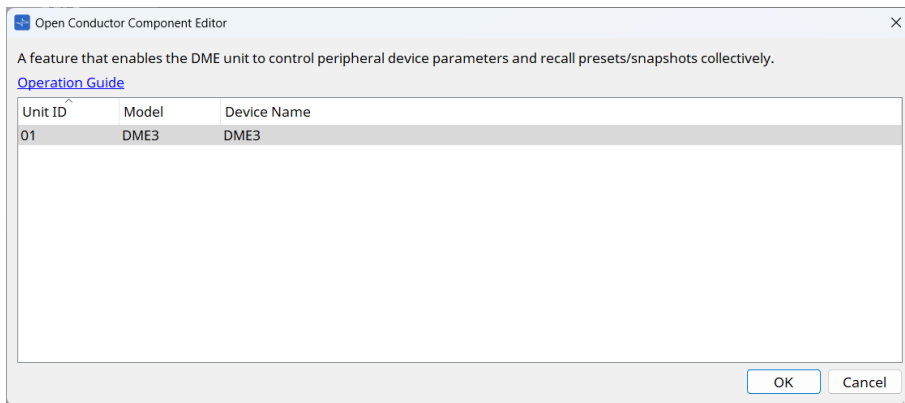 Open Conductor Component Editor
A feature that enables the DME unit to control peripheral device parameters and recall presets/snapshots collectively.
Operation Guide
Unit ID Model Device Name
01 DME3 DME3
OK Cancel